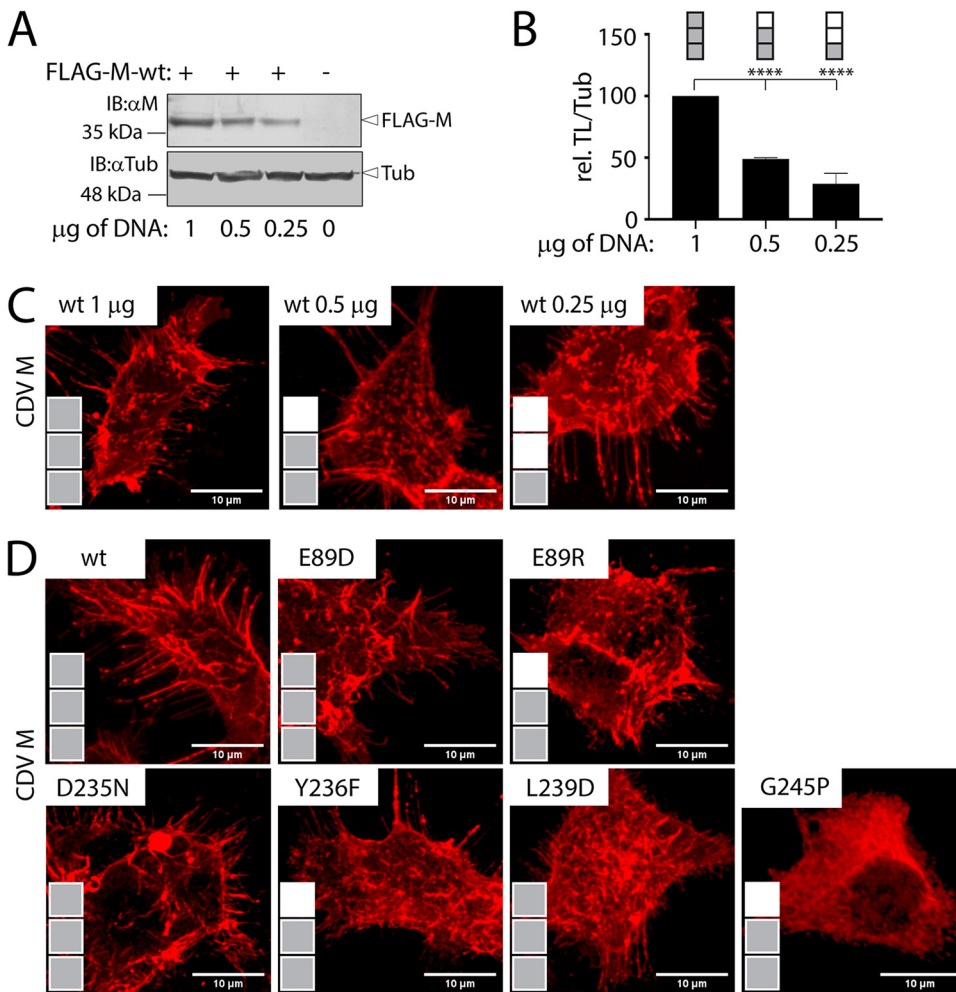 A
FLAG-M-wt: + + + -
IB:αM
35 kDa
FLAG-M
IB:αTub
48 kDa
Tub
μg of DNA: 1 0.5 0.25 0
B
150
100
50
0
rel. TL/Tub
**** ****
μg of DNA: 1 0.5 0.25
C
CDV M
wt 1 μg
wt 0.5 μg
wt 0.25 μg
10 μm
10 μm
10 μm
D
CDV M
wt
E89D
E89R
10 μm
10 μm
10 μm
D235N
Y236F
L239D
G245P
10 μm
10 μm
10 μm
10 μm